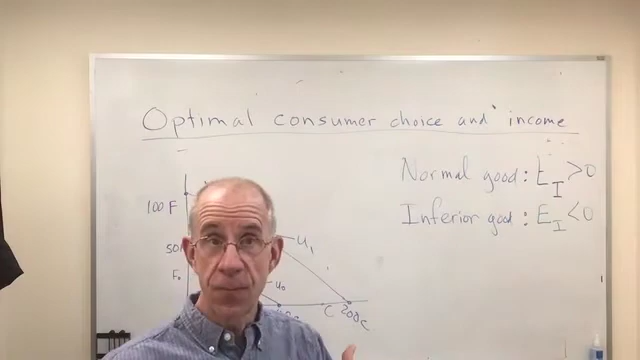 Optimal consumer choice and income
Normal good: E_I > 0
Inferior good: E_I < 0
100 F
50
F₀
U₁
U₀
C 200 C